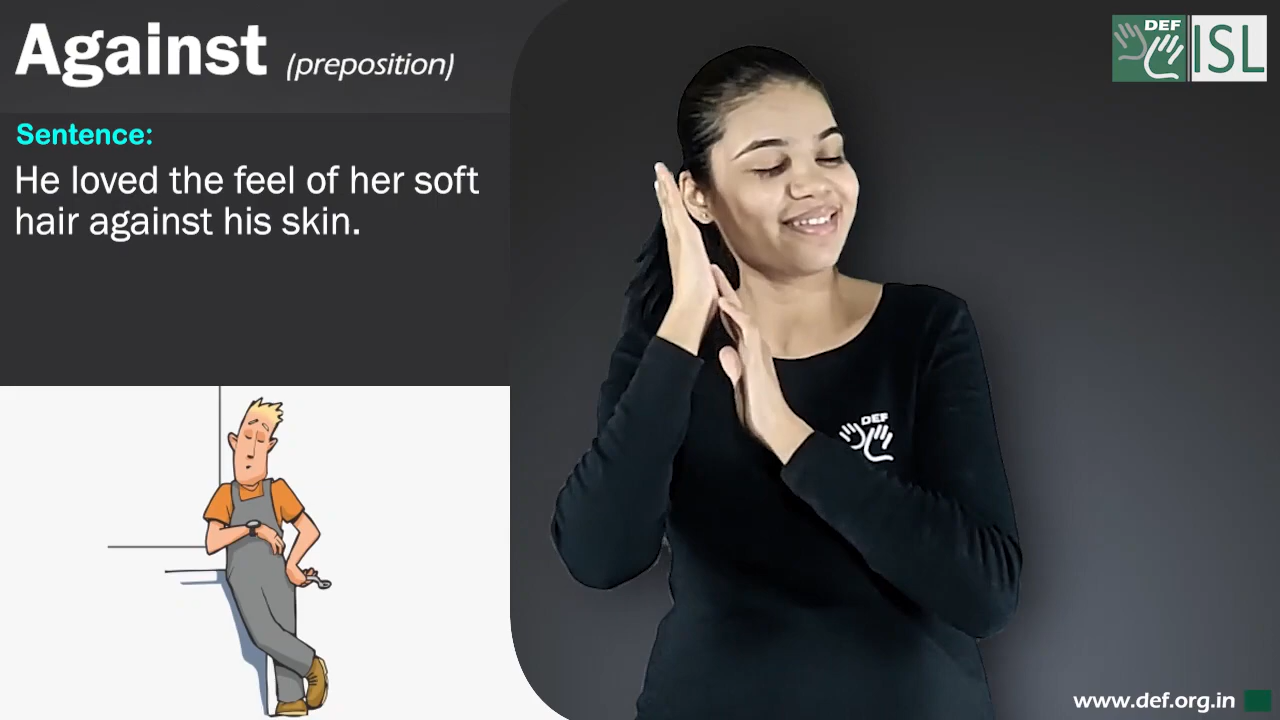 Against (preposition)
Sentence:
He loved the feel of her soft
hair against his skin.
DEF
ISL
DEF
www.def.org.in